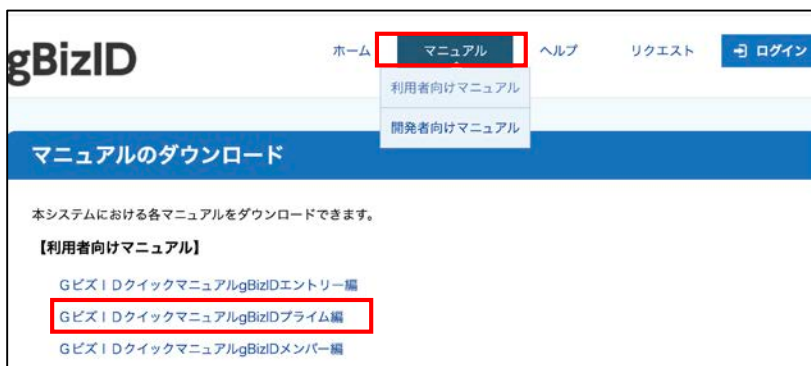 gBizID
ホーム マニュアル ヘルプ リクエスト ログイン
利用者向けマニュアル
開発者向けマニュアル
マニュアルのダウンロード
本システムにおける各マニュアルをダウンロードできます。
【利用者向けマニュアル】
GビズIDクイックマニュアルgBizIDエントリー編
GビズIDクイックマニュアルgBizIDプライム編
GビズIDクイックマニュアルgBizIDメンバー編